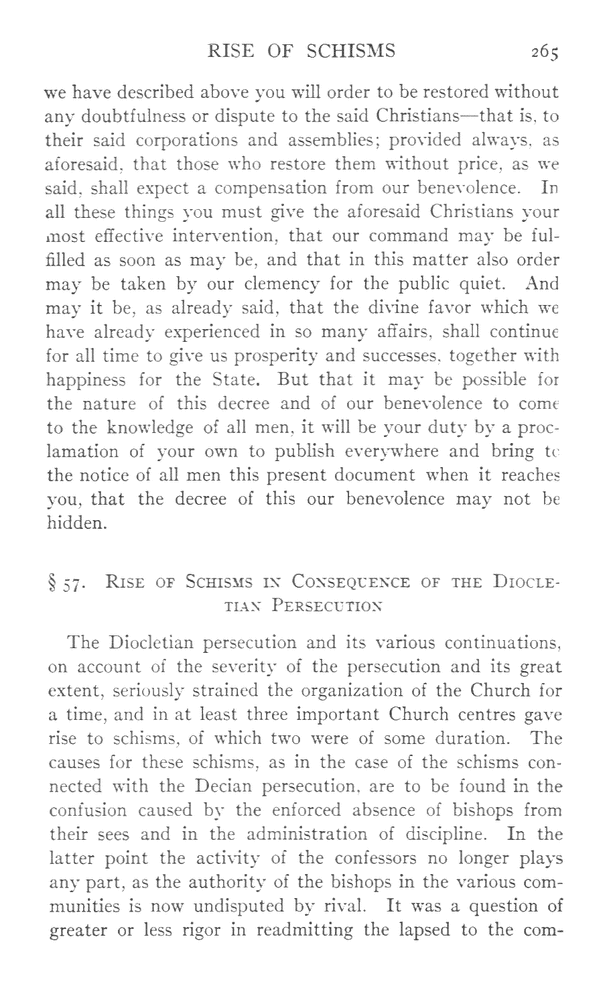 RISE OF SCHISMS 265
we have described above you will order to be restored without
any doubtfulness or dispute to the said Christians—that is, to
their said corporations and assemblies; provided always, as
aforesaid, that those who restore them without price, as we
said, shall expect a compensation from our benevolence. In
all these things you must give the aforesaid Christians your
most effective intervention, that our command may be ful-
filled as soon as may be, and that in this matter also order
may be taken by our clemency for the public quiet. And
may it be, as already said, that the divine favor which we
have already experienced in so many affairs, shall continue
for all time to give us prosperity and successes, together with
happiness for the State. But that it may be possible for
the nature of this decree and of our benevolence to come
to the knowledge of all men, it will be your duty by a proc-
lamation of your own to publish everywhere and bring to
the notice of all men this present document when it reaches
you, that the decree of this our benevolence may not be
hidden.
§ 57. Rise of Schisms in Consequence of the Diocle-
tian Persecution
The Diocletian persecution and its various continuations,
on account of the severity of the persecution and its great
extent, seriously strained the organization of the Church for
a time, and in at least three important Church centres gave
rise to schisms, of which two were of some duration. The
causes for these schisms, as in the case of the schisms con-
nected with the Decian persecution, are to be found in the
confusion caused by the enforced absence of bishops from
their sees and in the administration of discipline. In the
latter point the activity of the confessors no longer plays
any part, as the authority of the bishops in the various com-
munities is now undisputed by rival. It was a question of
greater or less rigor in readmitting the lapsed to the com-